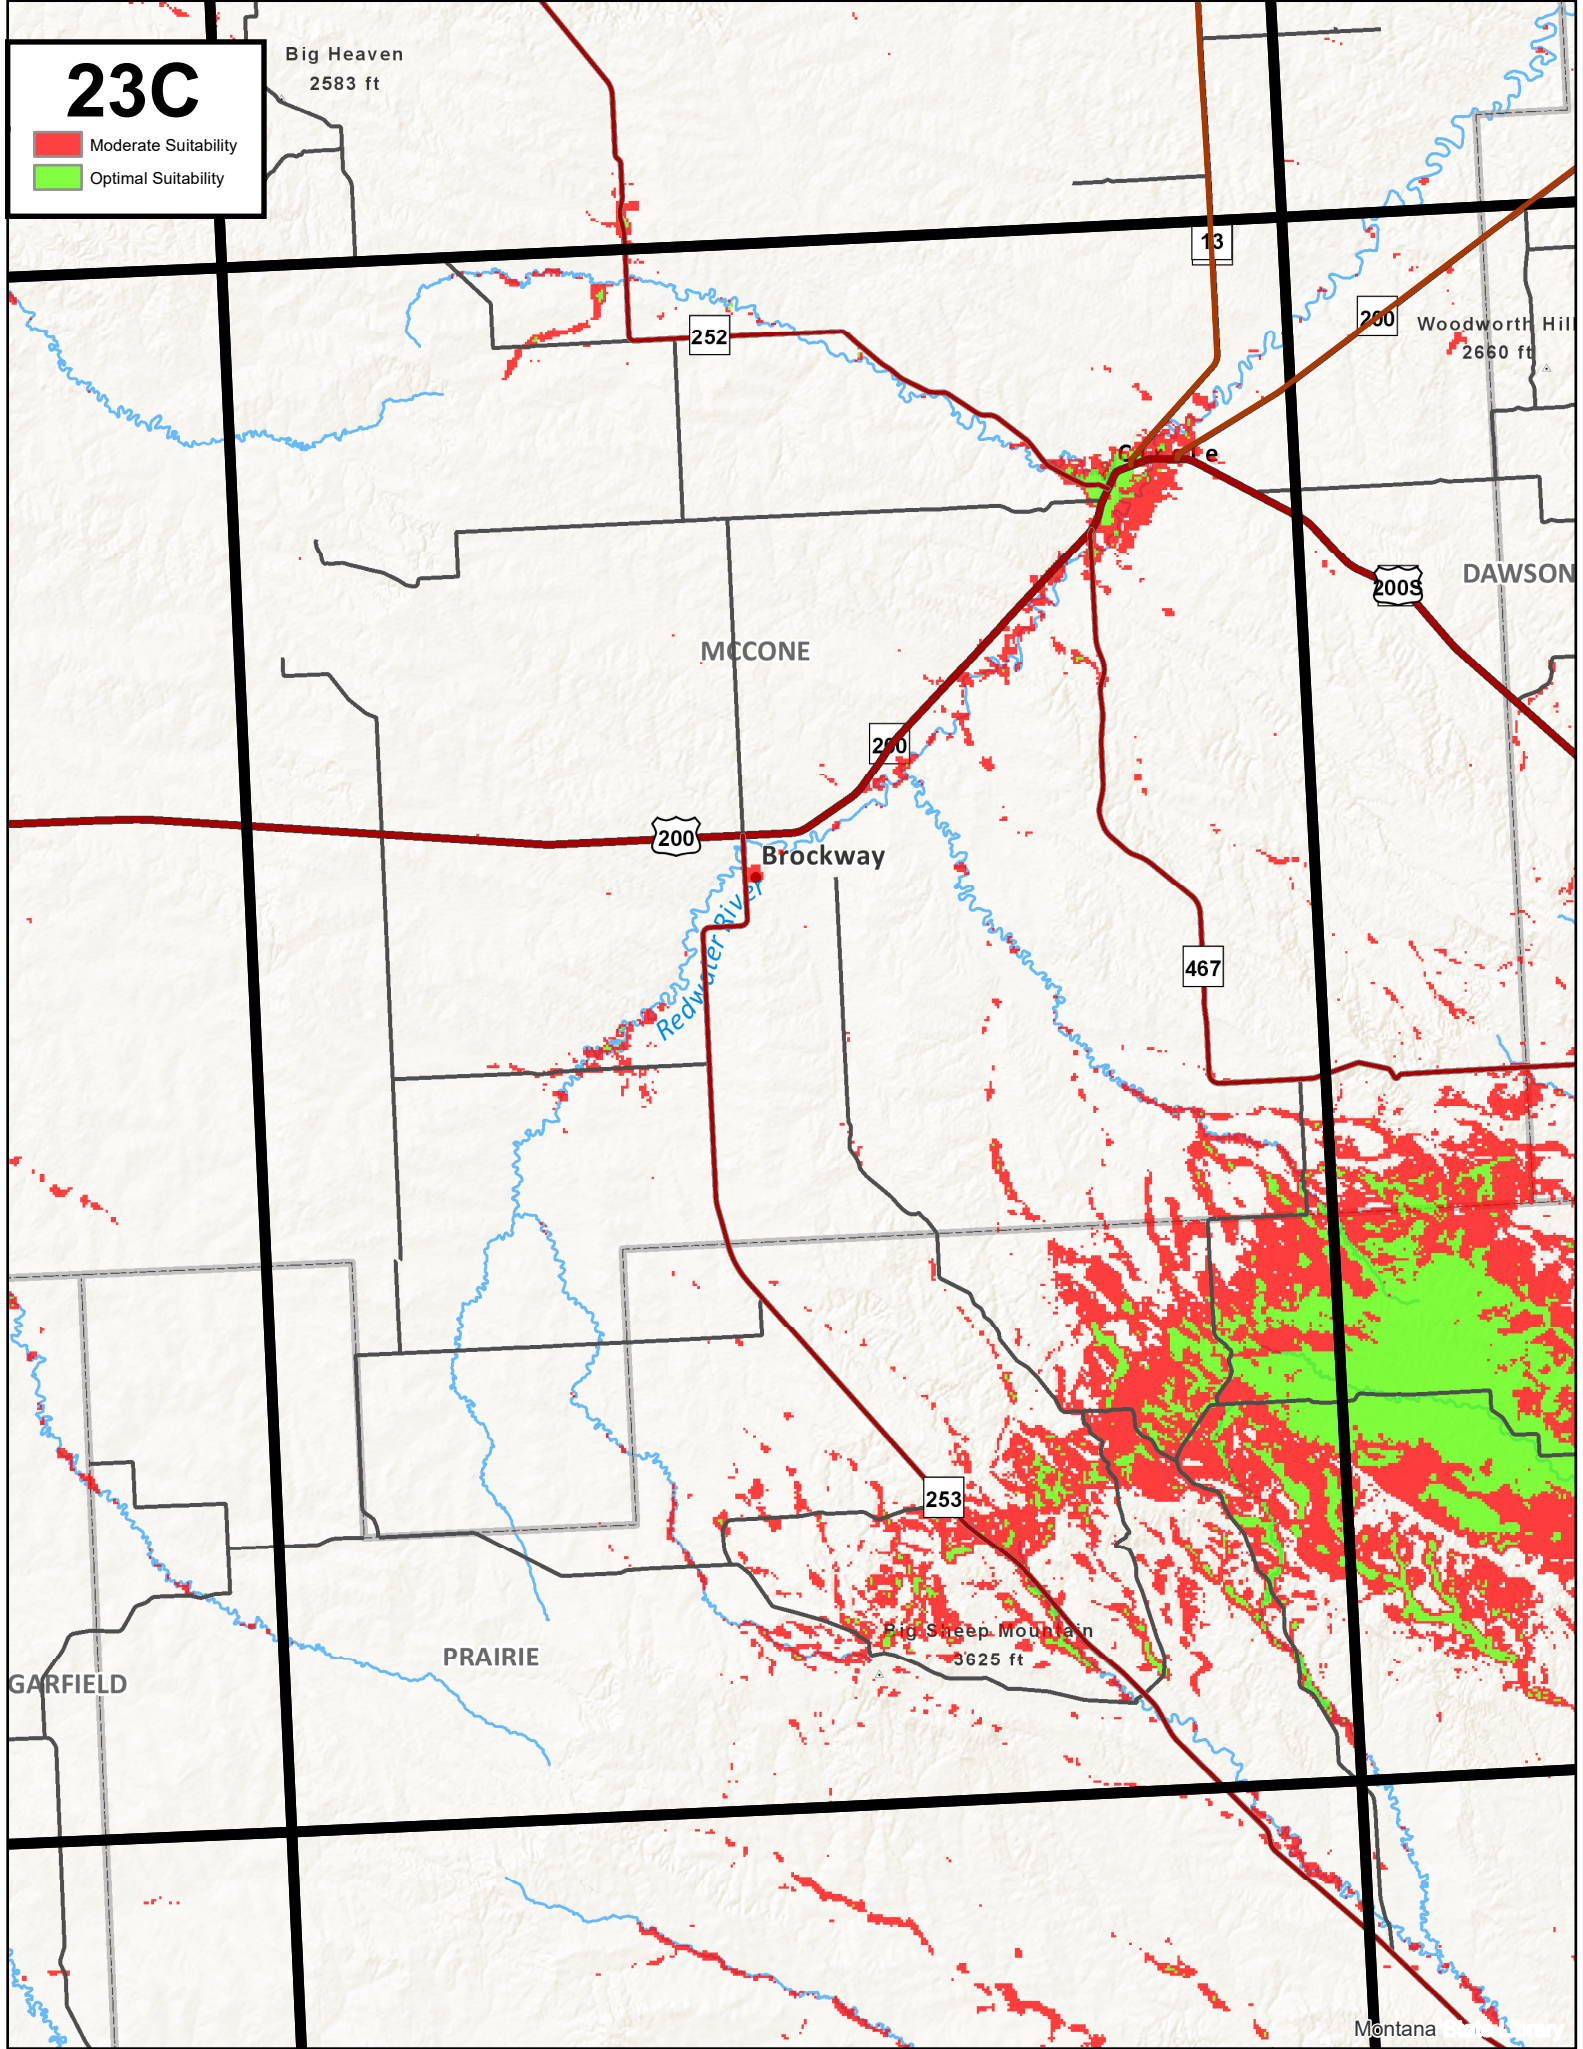 23C
Moderate Suitability
Optimal Suitability
Big Heaven
2583 ft
13
252
200
Woodworth Hill
2660 ft
DAWSON
200S
MCCONE
200
200
Brockway
Redwater River
467
253
Big Sheep Mountain
3625 ft
PRAIRIE
GARFIELD
Montana